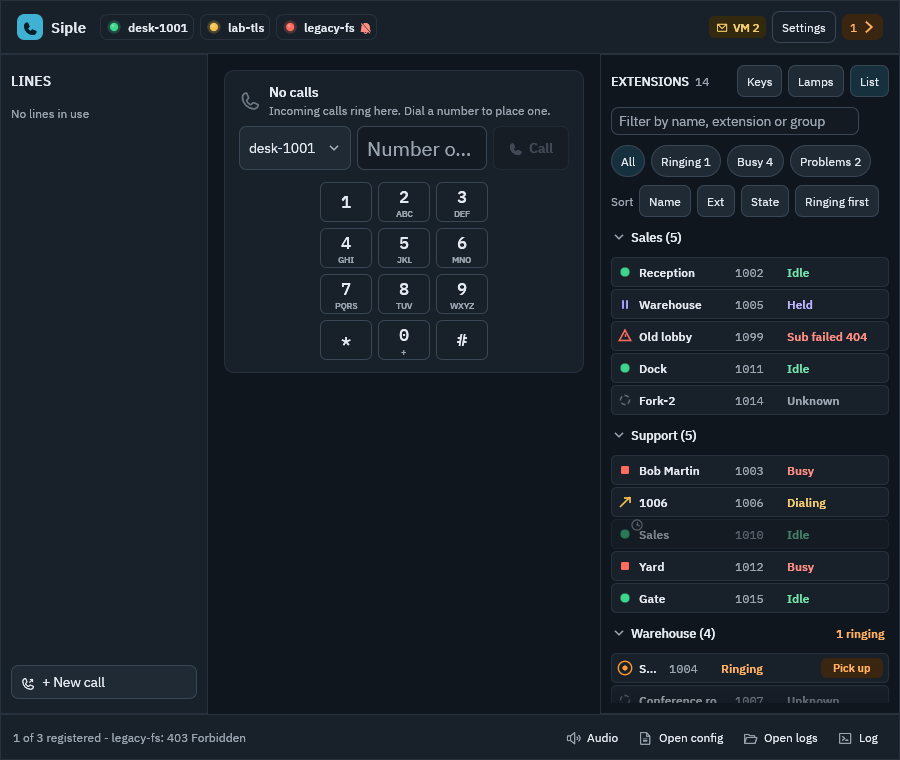 Siple desk-1001 lab-tls legacy-fs VM 2 Settings 1
LINES
No lines in use
+ New call
No calls
Incoming calls ring here. Dial a number to place one.
desk-1001 Number o... Call
1 2 ABC 3 DEF
4 GHI 5 JKL 6 MNO
7 PQRS 8 TUV 9 WXYZ
* 0 + #
EXTENSIONS 14 Keys Lamps List
Filter by name, extension or group
All Ringing 1 Busy 4 Problems 2
Sort Name Ext State Ringing first
Sales (5)
Reception 1002 Idle
Warehouse 1005 Held
Old lobby 1099 Sub failed 404
Dock 1011 Idle
Fork-2 1014 Unknown
Support (5)
Bob Martin 1003 Busy
1006 1006 Dialing
Sales 1010 Idle
Yard 1012 Busy
Gate 1015 Idle
Warehouse (4) 1 ringing
S... 1004 Ringing Pick up
Conference ro 1007 Unknown
1 of 3 registered - legacy-fs: 403 Forbidden Audio Open config Open logs Log